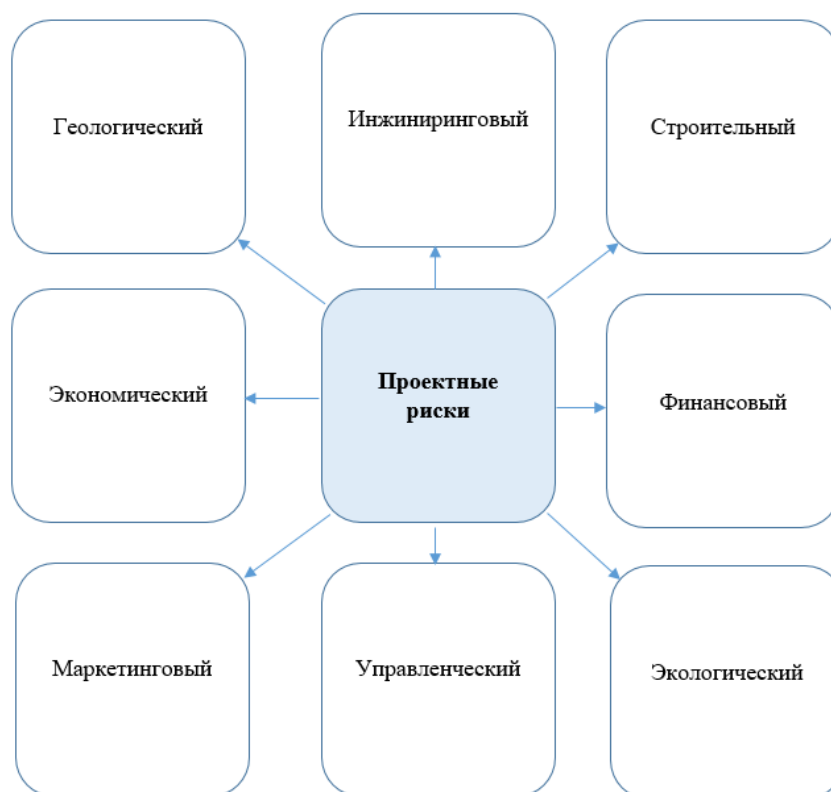 Геологический
Инжиниринговый
Строительный
Экономический
Проектные
риски
Финансовый
Маркетинговый
Управленческий
Экологический